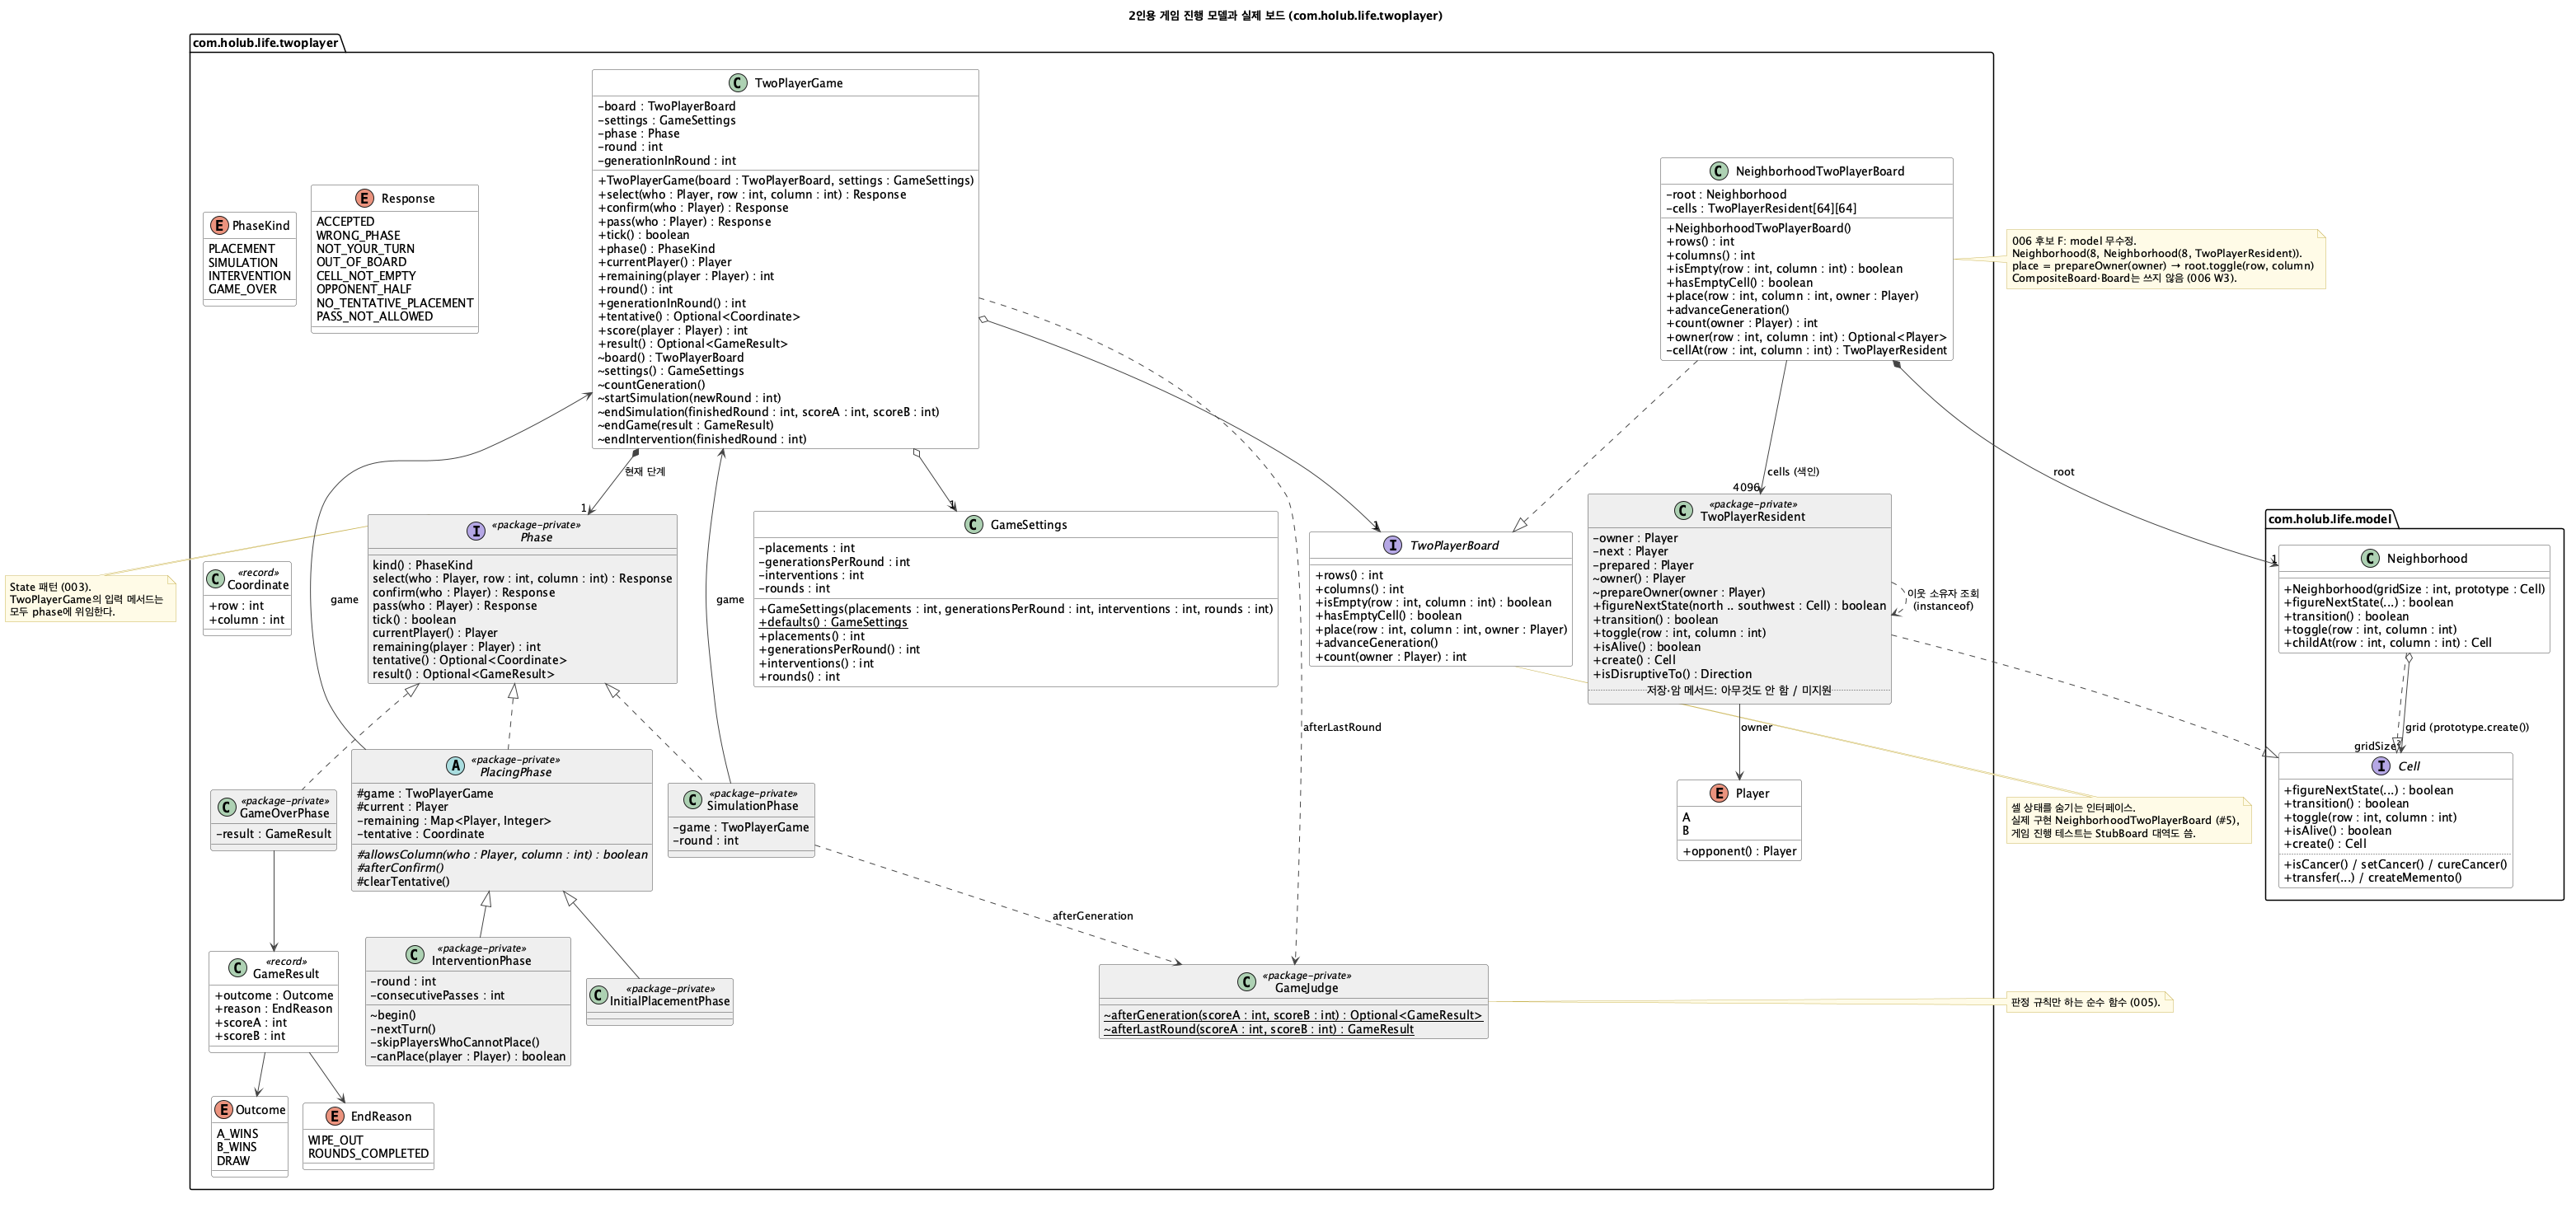 2인용 게임 진행 모델과 실제 보드 (com.holub.life.twoplayer)
com.holub.life.twoplayer
TwoPlayerGame
-board : TwoPlayerBoard
-settings : GameSettings
-phase : Phase
-round : int
-generationInRound : int
+TwoPlayerGame(board : TwoPlayerBoard, settings : GameSettings)
+select(who : Player, row : int, column : int) : Response
+confirm(who : Player) : Response
+pass(who : Player) : Response
+tick() : boolean
+phase() : PhaseKind
+currentPlayer() : Player
+remaining(player : Player) : int
+round() : int
+generationInRound() : int
+tentative() : Optional<Coordinate>
+score(player : Player) : int
+result() : Optional<GameResult>
~board() : TwoPlayerBoard
~settings() : GameSettings
~countGeneration()
~startSimulation(newRound : int)
~endSimulation(finishedRound : int, scoreA : int, scoreB : int)
~endGame(result : GameResult)
~endIntervention(finishedRound : int)
PhaseKind
PLACEMENT
SIMULATION
INTERVENTION
GAME_OVER
Response
ACCEPTED
WRONG_PHASE
NOT_YOUR_TURN
OUT_OF_BOARD
CELL_NOT_EMPTY
OPPONENT_HALF
NO_TENTATIVE_PLACEMENT
PASS_NOT_ALLOWED
NeighborhoodTwoPlayerBoard
-root : Neighborhood
-cells : TwoPlayerResident[64][64]
+NeighborhoodTwoPlayerBoard()
+rows() : int
+columns() : int
+isEmpty(row : int, column : int) : boolean
+hasEmptyCell() : boolean
+place(row : int, column : int, owner : Player)
+advanceGeneration()
+count(owner : Player) : int
+owner(row : int, column : int) : Optional<Player>
-cellAt(row : int, column : int) : TwoPlayerResident
006 후보 F: model 무수정.
Neighborhood(8, Neighborhood(8, TwoPlayerResident)).
place = prepareOwner(owner) → root.toggle(row, column)
CompositeBoard·Board는 쓰지 않음 (006 W3).
현재 단계
1
1
1
cells (색인)
4096
root
1
game
game
State 패턴 (003).
TwoPlayerGame의 입력 메서드는
모두 phase에 위임한다.
Coordinate
«record»
+row : int
+column : int
«package-private»
Phase
kind() : PhaseKind
select(who : Player, row : int, column : int) : Response
confirm(who : Player) : Response
pass(who : Player) : Response
tick() : boolean
currentPlayer() : Player
remaining(player : Player) : int
tentative() : Optional<Coordinate>
result() : Optional<GameResult>
GameSettings
-placements : int
-generationsPerRound : int
-interventions : int
-rounds : int
+GameSettings(placements : int, generationsPerRound : int, interventions : int, rounds : int)
+defaults() : GameSettings
+placements() : int
+generationsPerRound() : int
+interventions() : int
+rounds() : int
TwoPlayerBoard
+rows() : int
+columns() : int
+isEmpty(row : int, column : int) : boolean
+hasEmptyCell() : boolean
+place(row : int, column : int, owner : Player)
+advanceGeneration()
+count(owner : Player) : int
«package-private»
TwoPlayerResident
-owner : Player
-next : Player
-prepared : Player
~owner() : Player
~prepareOwner(owner : Player)
+figureNextState(north .. southwest : Cell) : boolean
+transition() : boolean
+toggle(row : int, column : int)
+isAlive() : boolean
+create() : Cell
+isDisruptiveTo() : Direction
저장·암 메서드: 아무것도 안 함 / 미지원
이웃 소유자 조회
(instanceof)
com.holub.life.model
Neighborhood
+Neighborhood(gridSize : int, prototype : Cell)
+figureNextState(...) : boolean
+transition() : boolean
+toggle(row : int, column : int)
+childAt(row : int, column : int) : Cell
grid (prototype.create())
Cell
+figureNextState(...) : boolean
+transition() : boolean
+toggle(row : int, column : int)
+isAlive() : boolean
+create() : Cell
+isCancer() / setCancer() / cureCancer()
+transfer(...) / createMemento()
afterLastRound
owner
Player
A
B
+opponent() : Player
셀 상태를 숨기는 인터페이스.
실제 구현 NeighborhoodTwoPlayerBoard (#5),
게임 진행 테스트는 StubBoard 대역도 씀.
«package-private»
GameOverPhase
-result : GameResult
«package-private»
PlacingPhase
#game : TwoPlayerGame
#current : Player
-remaining : Map<Player, Integer>
-tentative : Coordinate
#allowsColumn(who : Player, column : int) : boolean
#afterConfirm()
#clearTentative()
«package-private»
SimulationPhase
-game : TwoPlayerGame
-round : int
afterGeneration
«record»
GameResult
+outcome : Outcome
+reason : EndReason
+scoreA : int
+scoreB : int
«package-private»
InterventionPhase
-round : int
-consecutivePasses : int
~begin()
-nextTurn()
-skipPlayersWhoCannotPlace()
-canPlace(player : Player) : boolean
«package-private»
InitialPlacementPhase
«package-private»
GameJudge
~afterGeneration(scoreA : int, scoreB : int) : Optional<GameResult>
~afterLastRound(scoreA : int, scoreB : int) : GameResult
판정 규칙만 하는 순수 함수 (005).
Outcome
A_WINS
B_WINS
DRAW
EndReason
WIPE_OUT
ROUNDS_COMPLETED